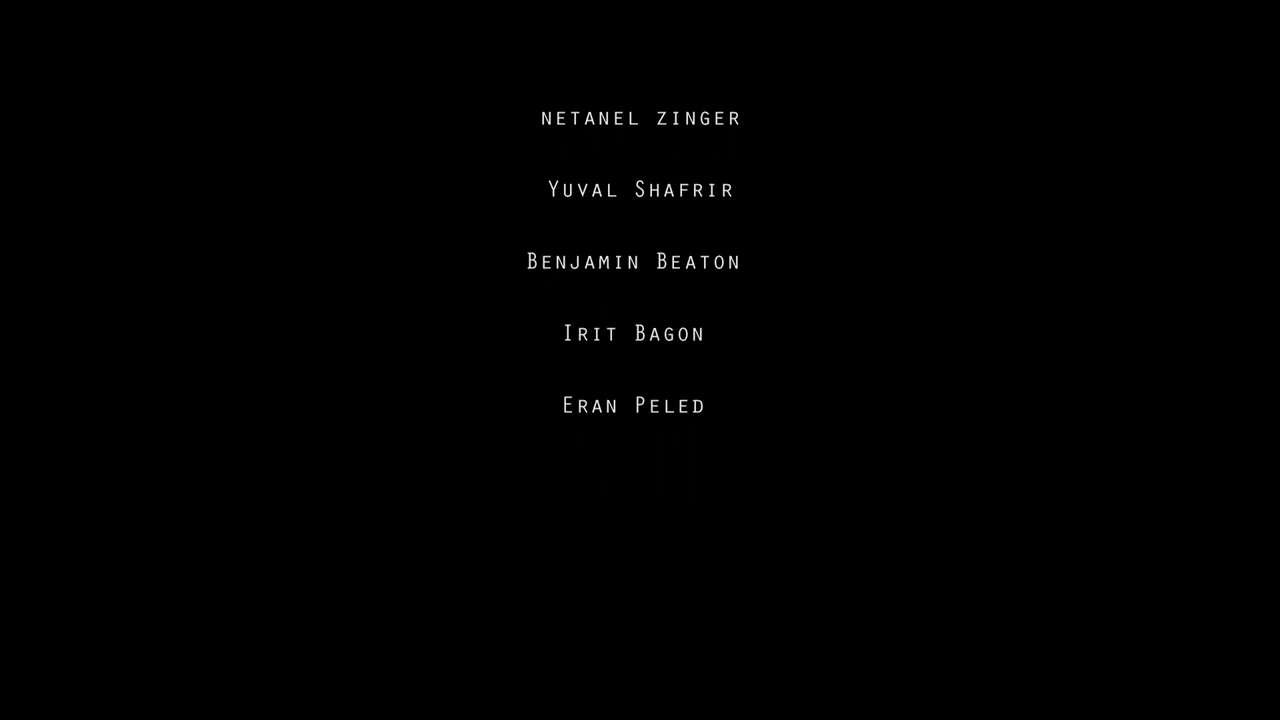 NETANEL ZINGER
YUVAL SHAFRIR
BENJAMIN BEATON
IRIT BAGON
ERAN PELED